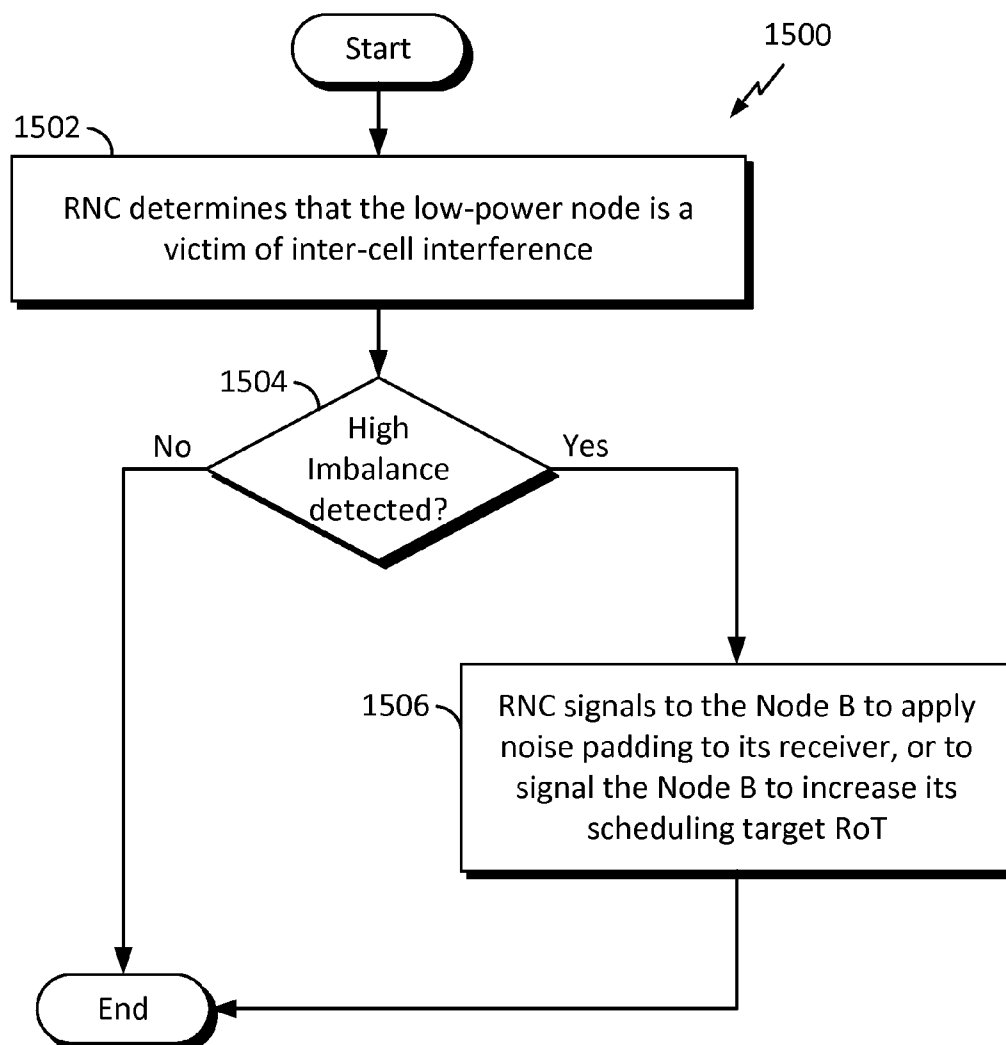 Start
1500
1502
RNC determines that the low-power node is a
victim of inter-cell interference
1504
No
High
Imbalance
detected?
Yes
1506
RNC signals to the Node B to apply
noise padding to its receiver, or to
signal the Node B to increase its
scheduling target RoT
End